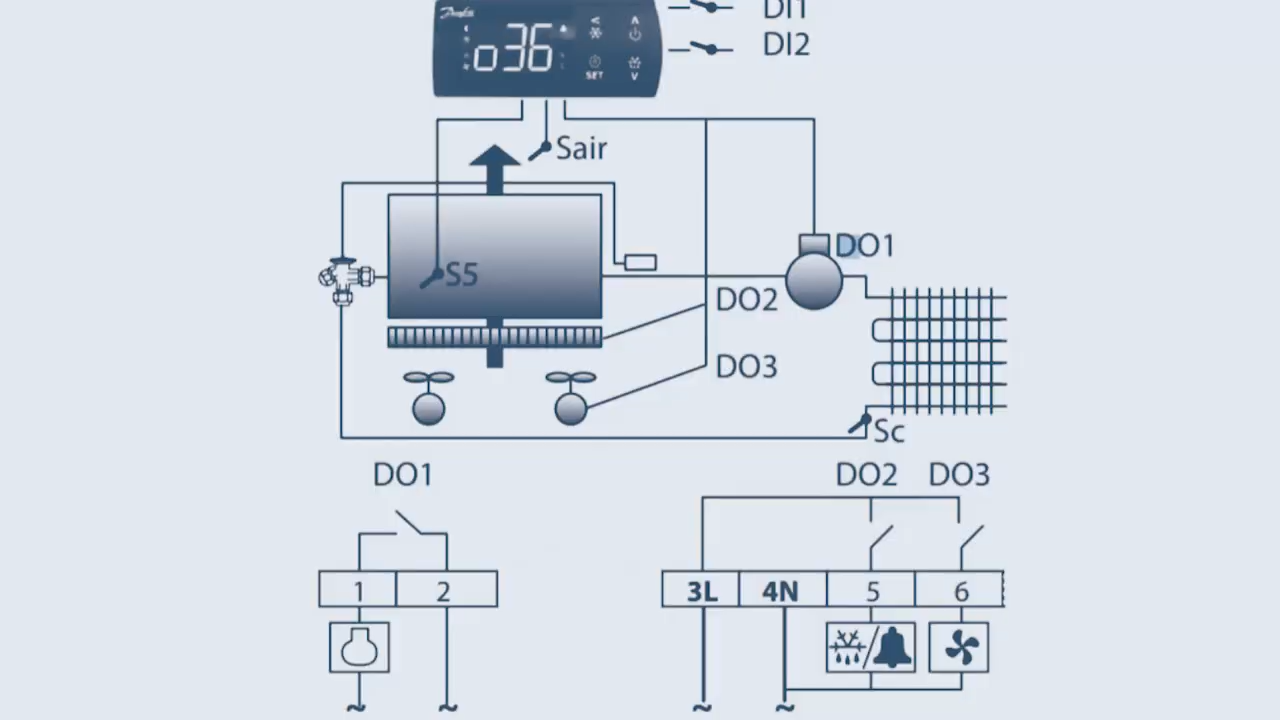 Danfoss
DI1
DI2
o36
SET
Sair
S5
DO1
DO2
DO3
Sc
DO1
DO2 DO3
1 2
3L 4N 5 6
~ ~ ~ ~